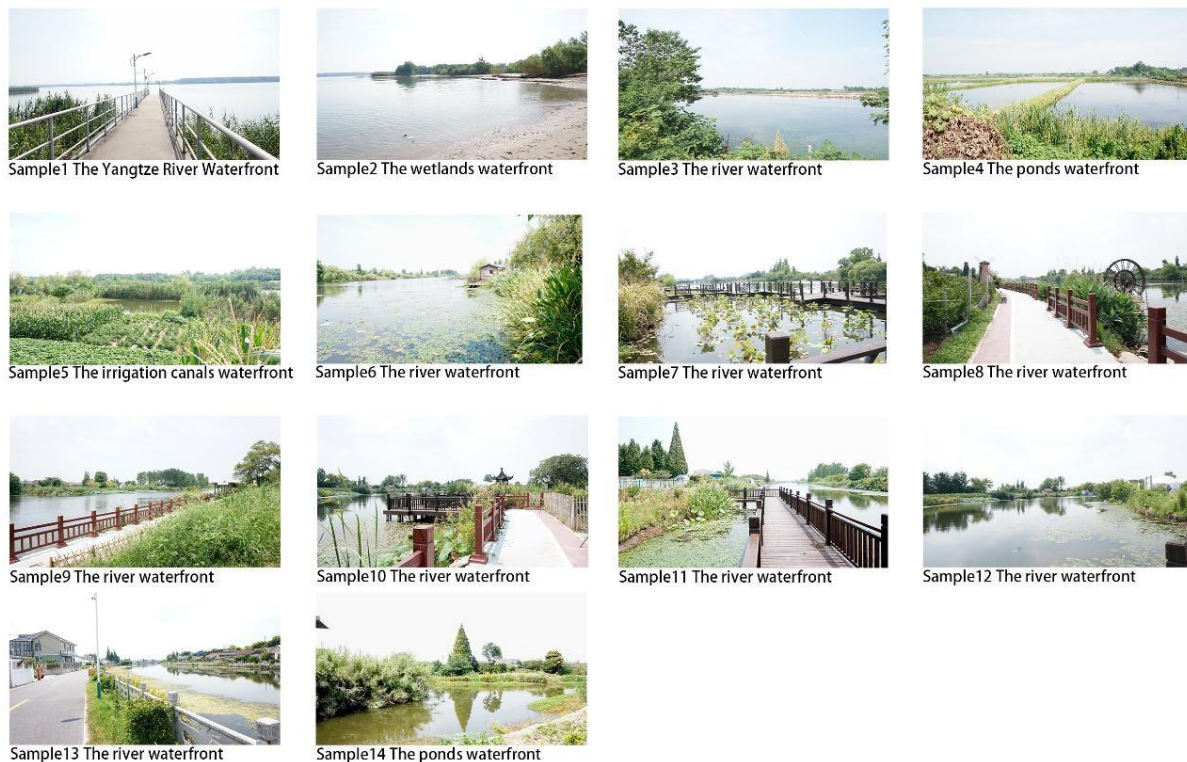 Sample1 The Yangtze River Waterfront
Sample2 The wetlands waterfront
Sample3 The river waterfront
Sample4 The ponds waterfront
Sample5 The irrigation canals waterfront
Sample6 The river waterfront
Sample7 The river waterfront
Sample8 The river waterfront
Sample9 The river waterfront
Sample10 The river waterfront
Sample11 The river waterfront
Sample12 The river waterfront
Sample13 The river waterfront
Sample14 The ponds waterfront